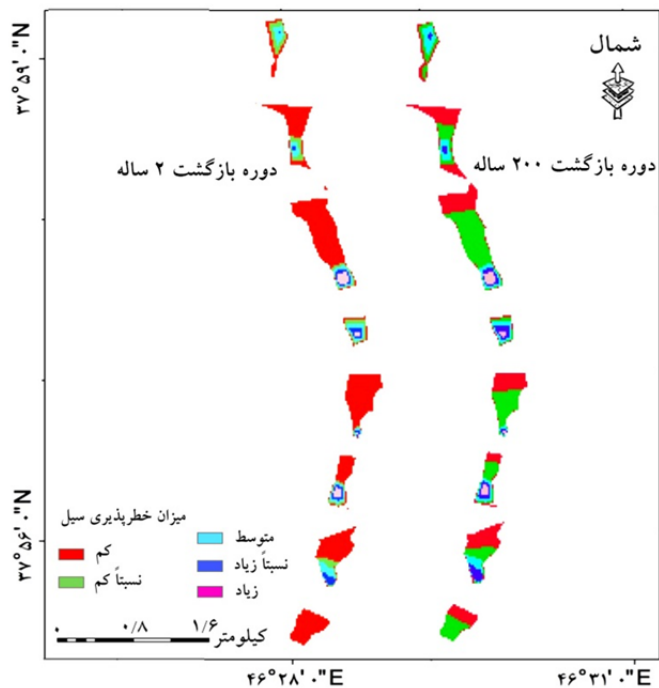 شمال
دوره بازگشت ۲ ساله
دوره بازگشت ۲۰۰ ساله
۳۷°۵۹'۰"N
۳۷°۵۶'۰"N
میزان خطرپذیری سیل
کم
نسبتاً کم
متوسط
نسبتاً زیاد
زیاد
۰ ۰/۸ ۱/۶
کیلومتر
۴۶°۲۸'۰"E
۴۶°۳۱'۰"E